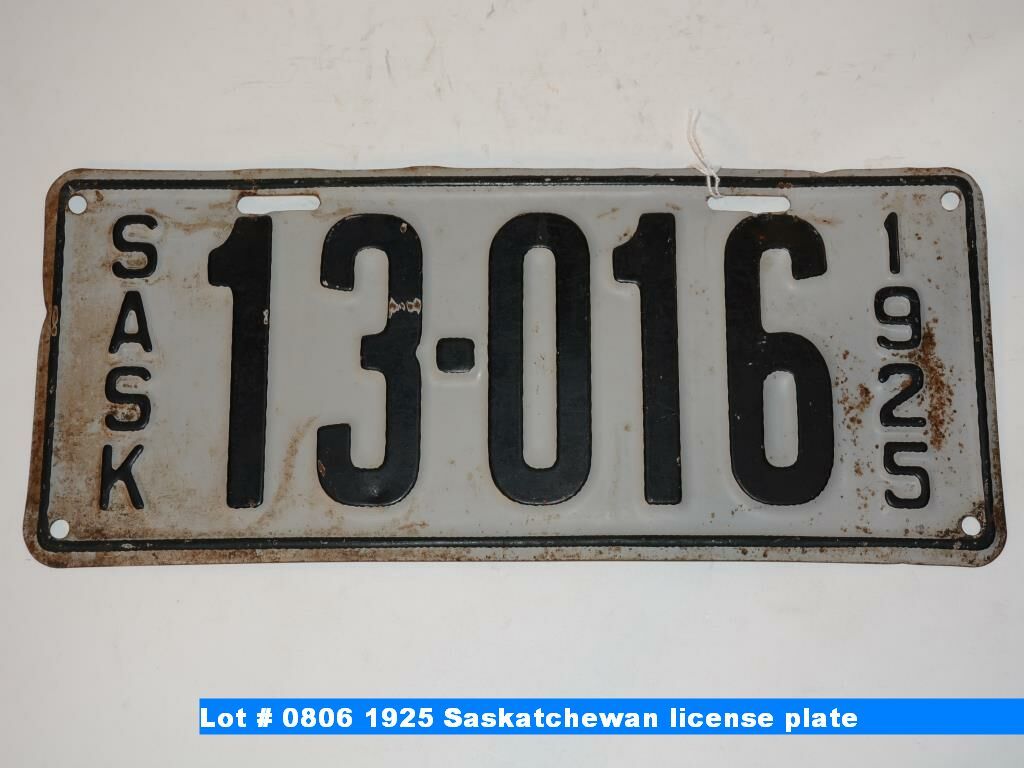 SASK
13-016
1925
Lot # 0806 1925 Saskatchewan license plate